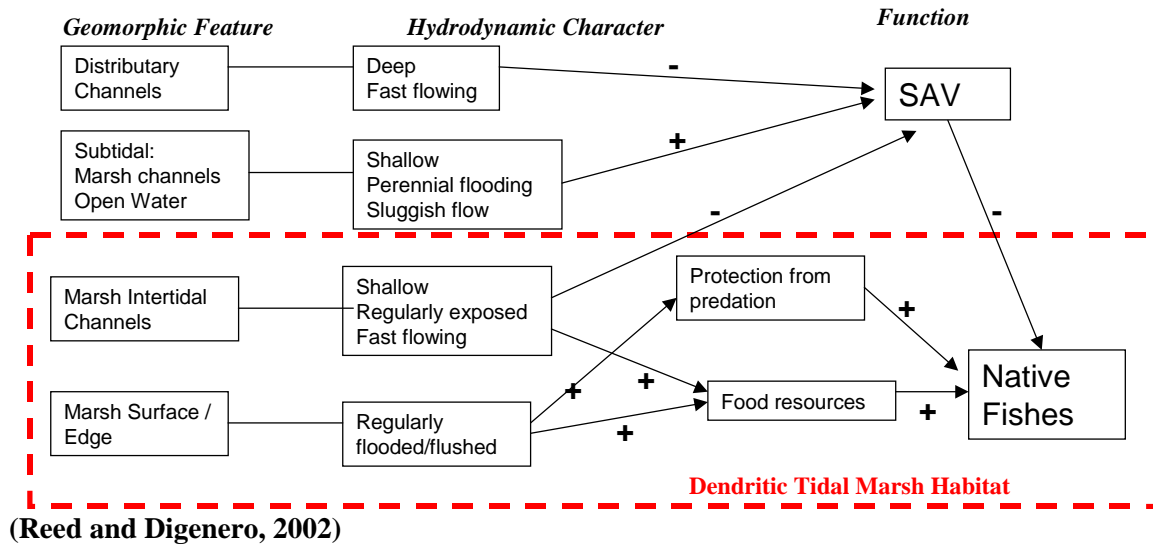 Geomorphic Feature
Hydrodynamic Character
Function
Distributary
Channels
Deep
Fast flowing
-
SAV
Subtidal:
Marsh channels
Open Water
Shallow
Perennial flooding
Sluggish flow
+
-
-
Marsh Intertidal
Channels
Shallow
Regularly exposed
Fast flowing
Protection from
predation
+
+
+
Marsh Surface /
Edge
Regularly
flooded/flushed
+
Food resources
+
Native
Fishes
Dendritic Tidal Marsh Habitat
(Reed and Digenero, 2002)